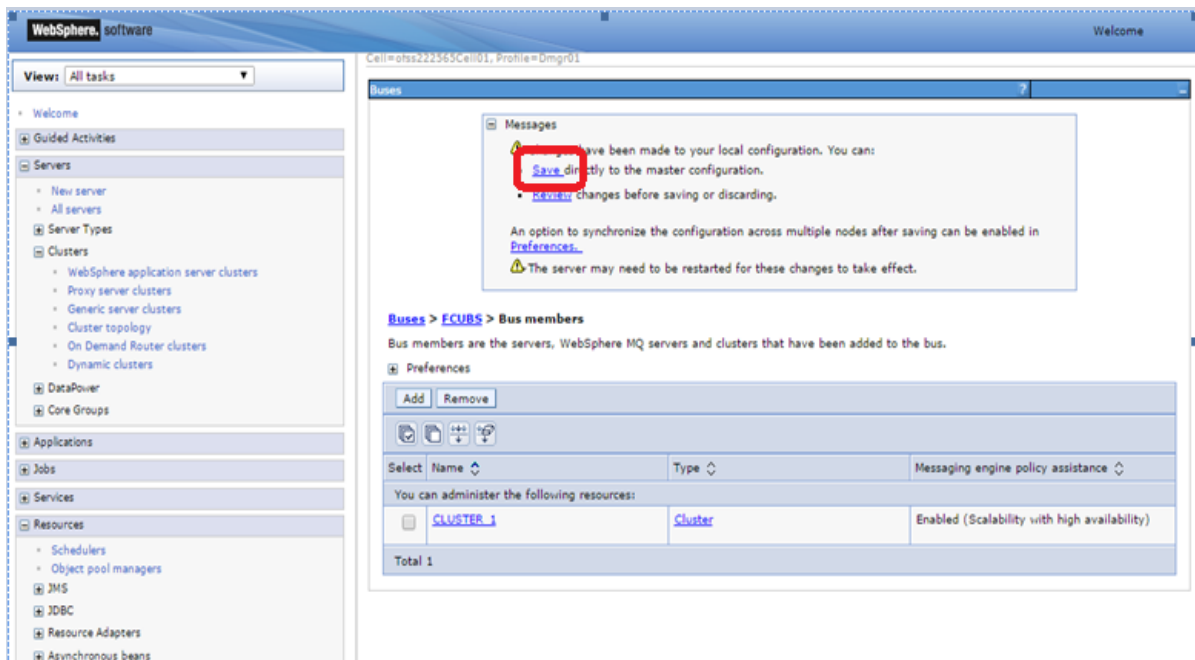 WebSphere. software
Welcome
View: All tasks
Welcome
Guided Activities
Servers
New server
All servers
Server Types
Clusters
WebSphere application server clusters
Proxy server clusters
Generic server clusters
Cluster topology
On Demand Router clusters
Dynamic clusters
DataPower
Core Groups
Applications
Jobs
Services
Resources
Schedulers
Object pool managers
JMS
JDBC
Resource Adapters
Asynchronous beans
Cell=ofss222565Cell01, Profile=Dmgr01
Buses ?
Messages
have been made to your local configuration. You can:
Save directly to the master configuration.
Review changes before saving or discarding.
An option to synchronize the configuration across multiple nodes after saving can be enabled in
Preferences.
The server may need to be restarted for these changes to take effect.
Buses > FCUBS > Bus members
Bus members are the servers, WebSphere MQ servers and clusters that have been added to the bus.
Preferences
Add Remove
Select Name Type Messaging engine policy assistance
You can administer the following resources:
CLUSTER_1 Cluster Enabled (Scalability with high availability)
Total 1